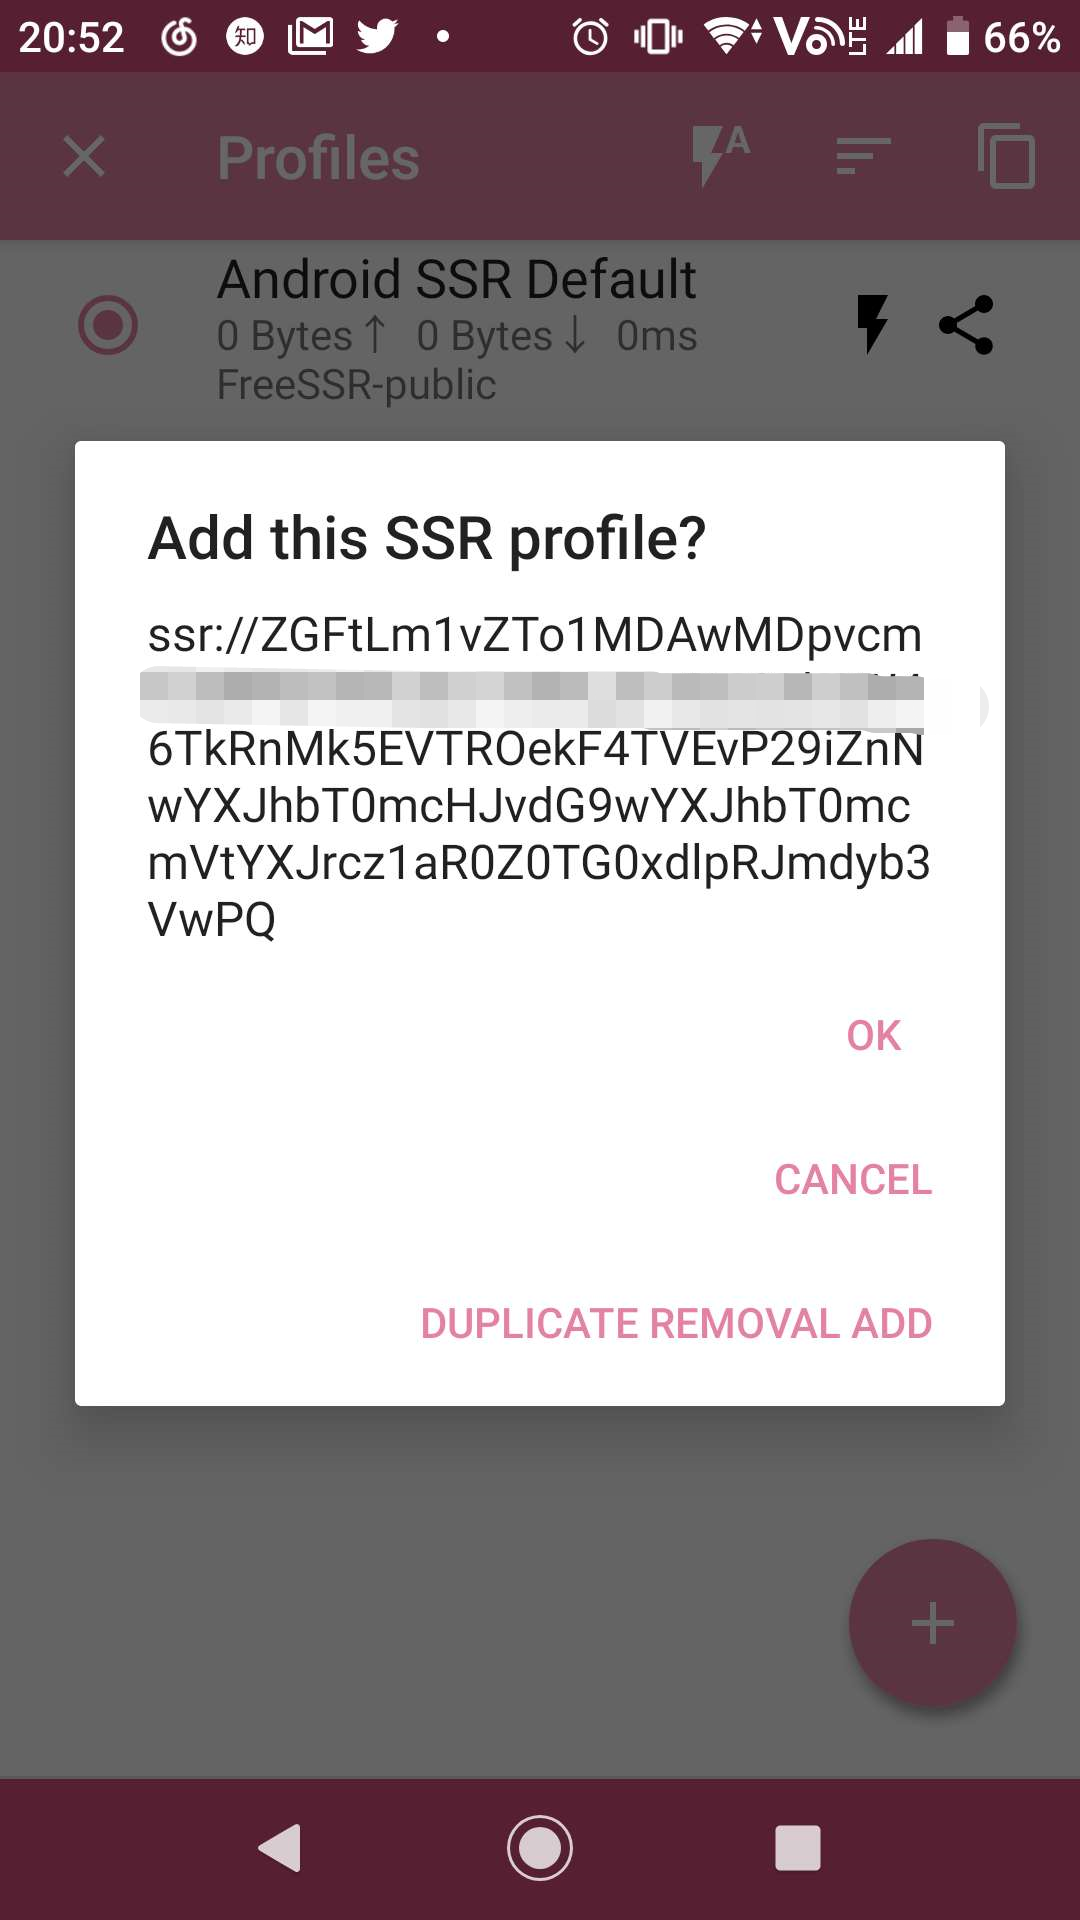 20:52
知
LTE
66%
Profiles
A
Android SSR Default
0 Bytes↑ 0 Bytes↓ 0ms
FreeSSR-public
Add this SSR profile?
ssr://ZGFtLm1vZTo1MDAwMDpvcm
6TkRnMk5EVTROekF4TVEvP29iZnN
wYXJhbT0mcHJvdG9wYXJhbT0mc
mVtYXJrcz1aR0Z0TG0xdlpRJmdyb3
VwPQ
OK
CANCEL
DUPLICATE REMOVAL ADD